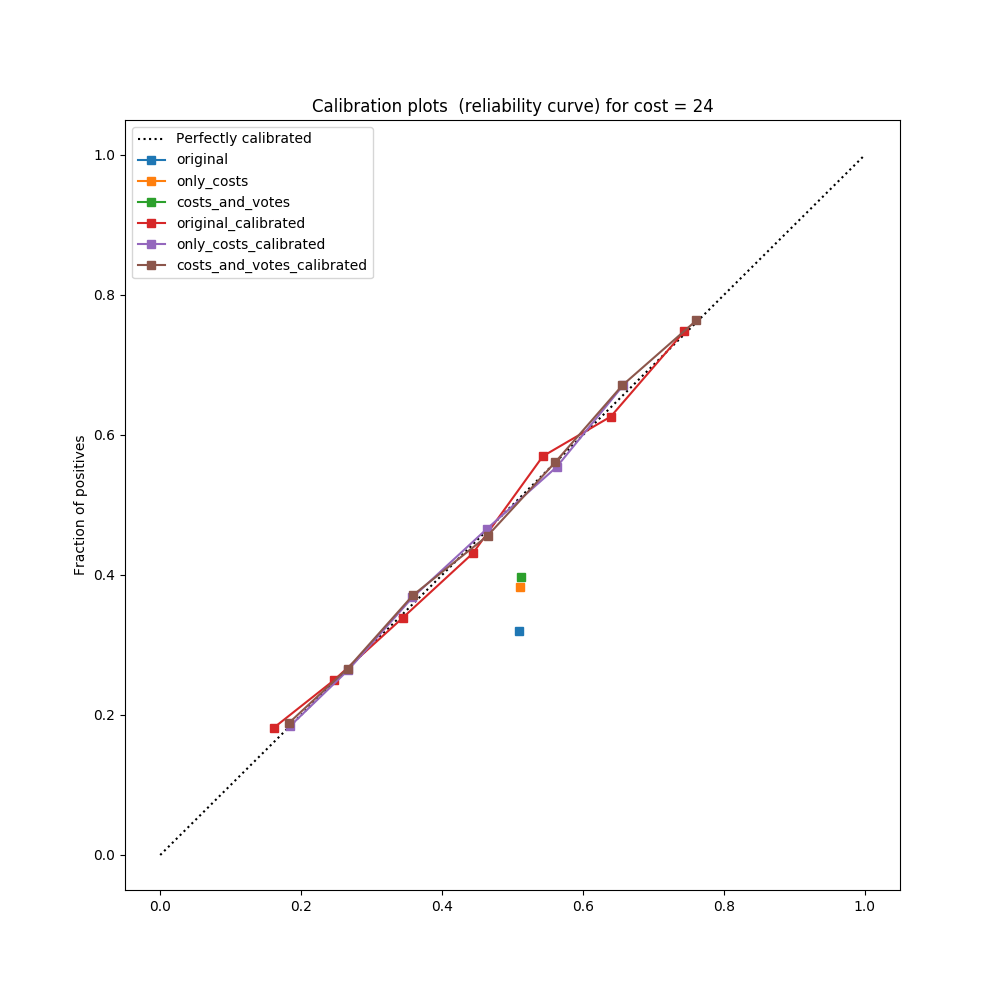 Calibration plots  (reliability curve) for cost = 24
Perfectly calibrated
original
only_costs
costs_and_votes
original_calibrated
only_costs_calibrated
costs_and_votes_calibrated
Fraction of positives
1.0
0.8
0.6
0.4
0.2
0.0
0.0 0.2 0.4 0.6 0.8 1.0